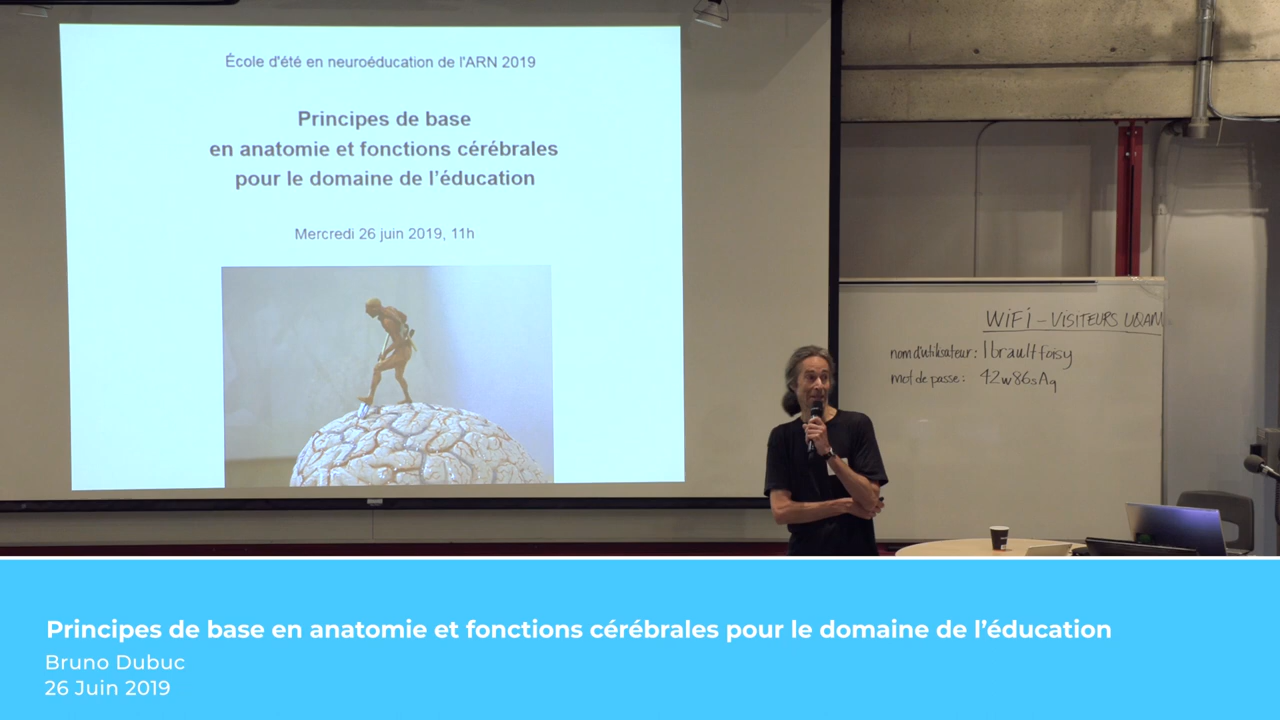 École d'été en neuroéducation de l'ARN 2019
Principes de base
en anatomie et fonctions cérébrales
pour le domaine de l'éducation
Mercredi 26 juin 2019, 11h
WiFi – VISITEURS UQAM
nom d'utilisateur : lbraultfoisy
mot de passe : 42w86sAq
Principes de base en anatomie et fonctions cérébrales pour le domaine de l'éducation
Bruno Dubuc
26 Juin 2019